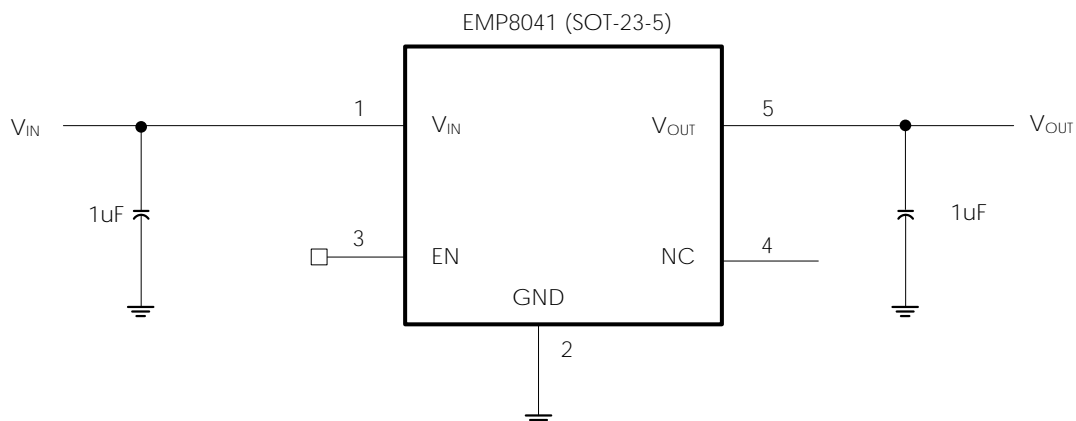 EMP8041 (SOT-23-5)
VIN
1
VIN
VOUT
5
VOUT
1uF
1uF
3
EN
NC
4
GND
2